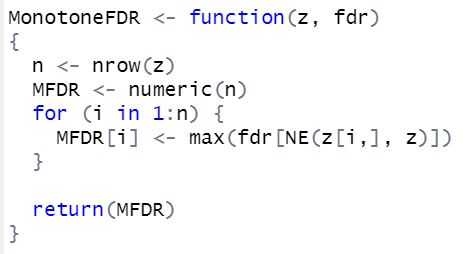 MonotoneFDR <- function(z, fdr)
{
  n <- nrow(z)
  MFDR <- numeric(n)
  for (i in 1:n) {
    MFDR[i] <- max(fdr[NE(z[i,], z)])
  }

  return(MFDR)
}